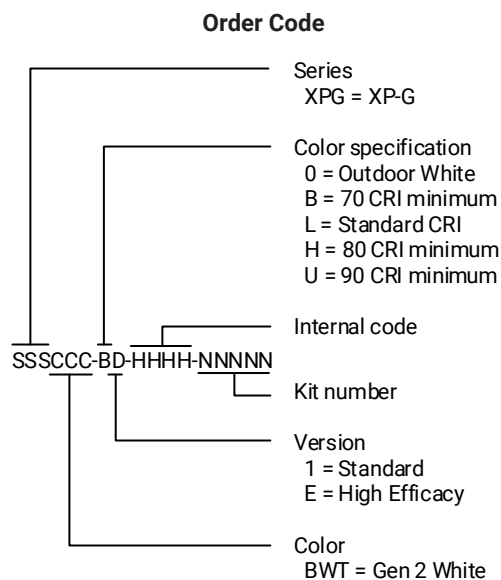 Order Code
Series
XPG = XP-G
Color specification
0 = Outdoor White
B = 70 CRI minimum
L = Standard CRI
H = 80 CRI minimum
U = 90 CRI minimum
Internal code
SSSCCC-BD-HHHH-NNNNN
Kit number
Version
1 = Standard
E = High Efficacy
Color
BWT = Gen 2 White